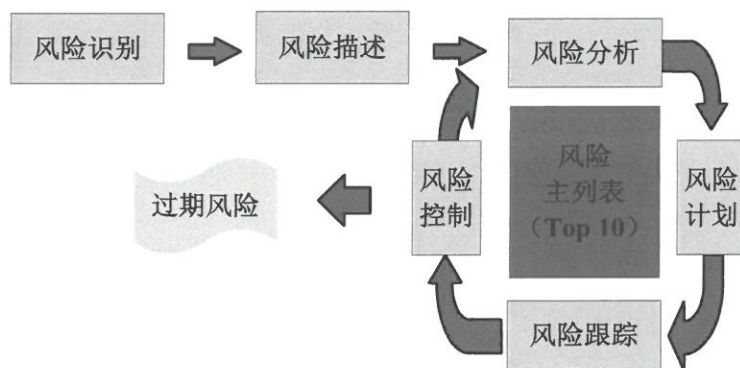 风险识别
风险描述
风险分析
过期风险
风险
控制
风险
主列表
（Top 10）
风险
计划
风险跟踪